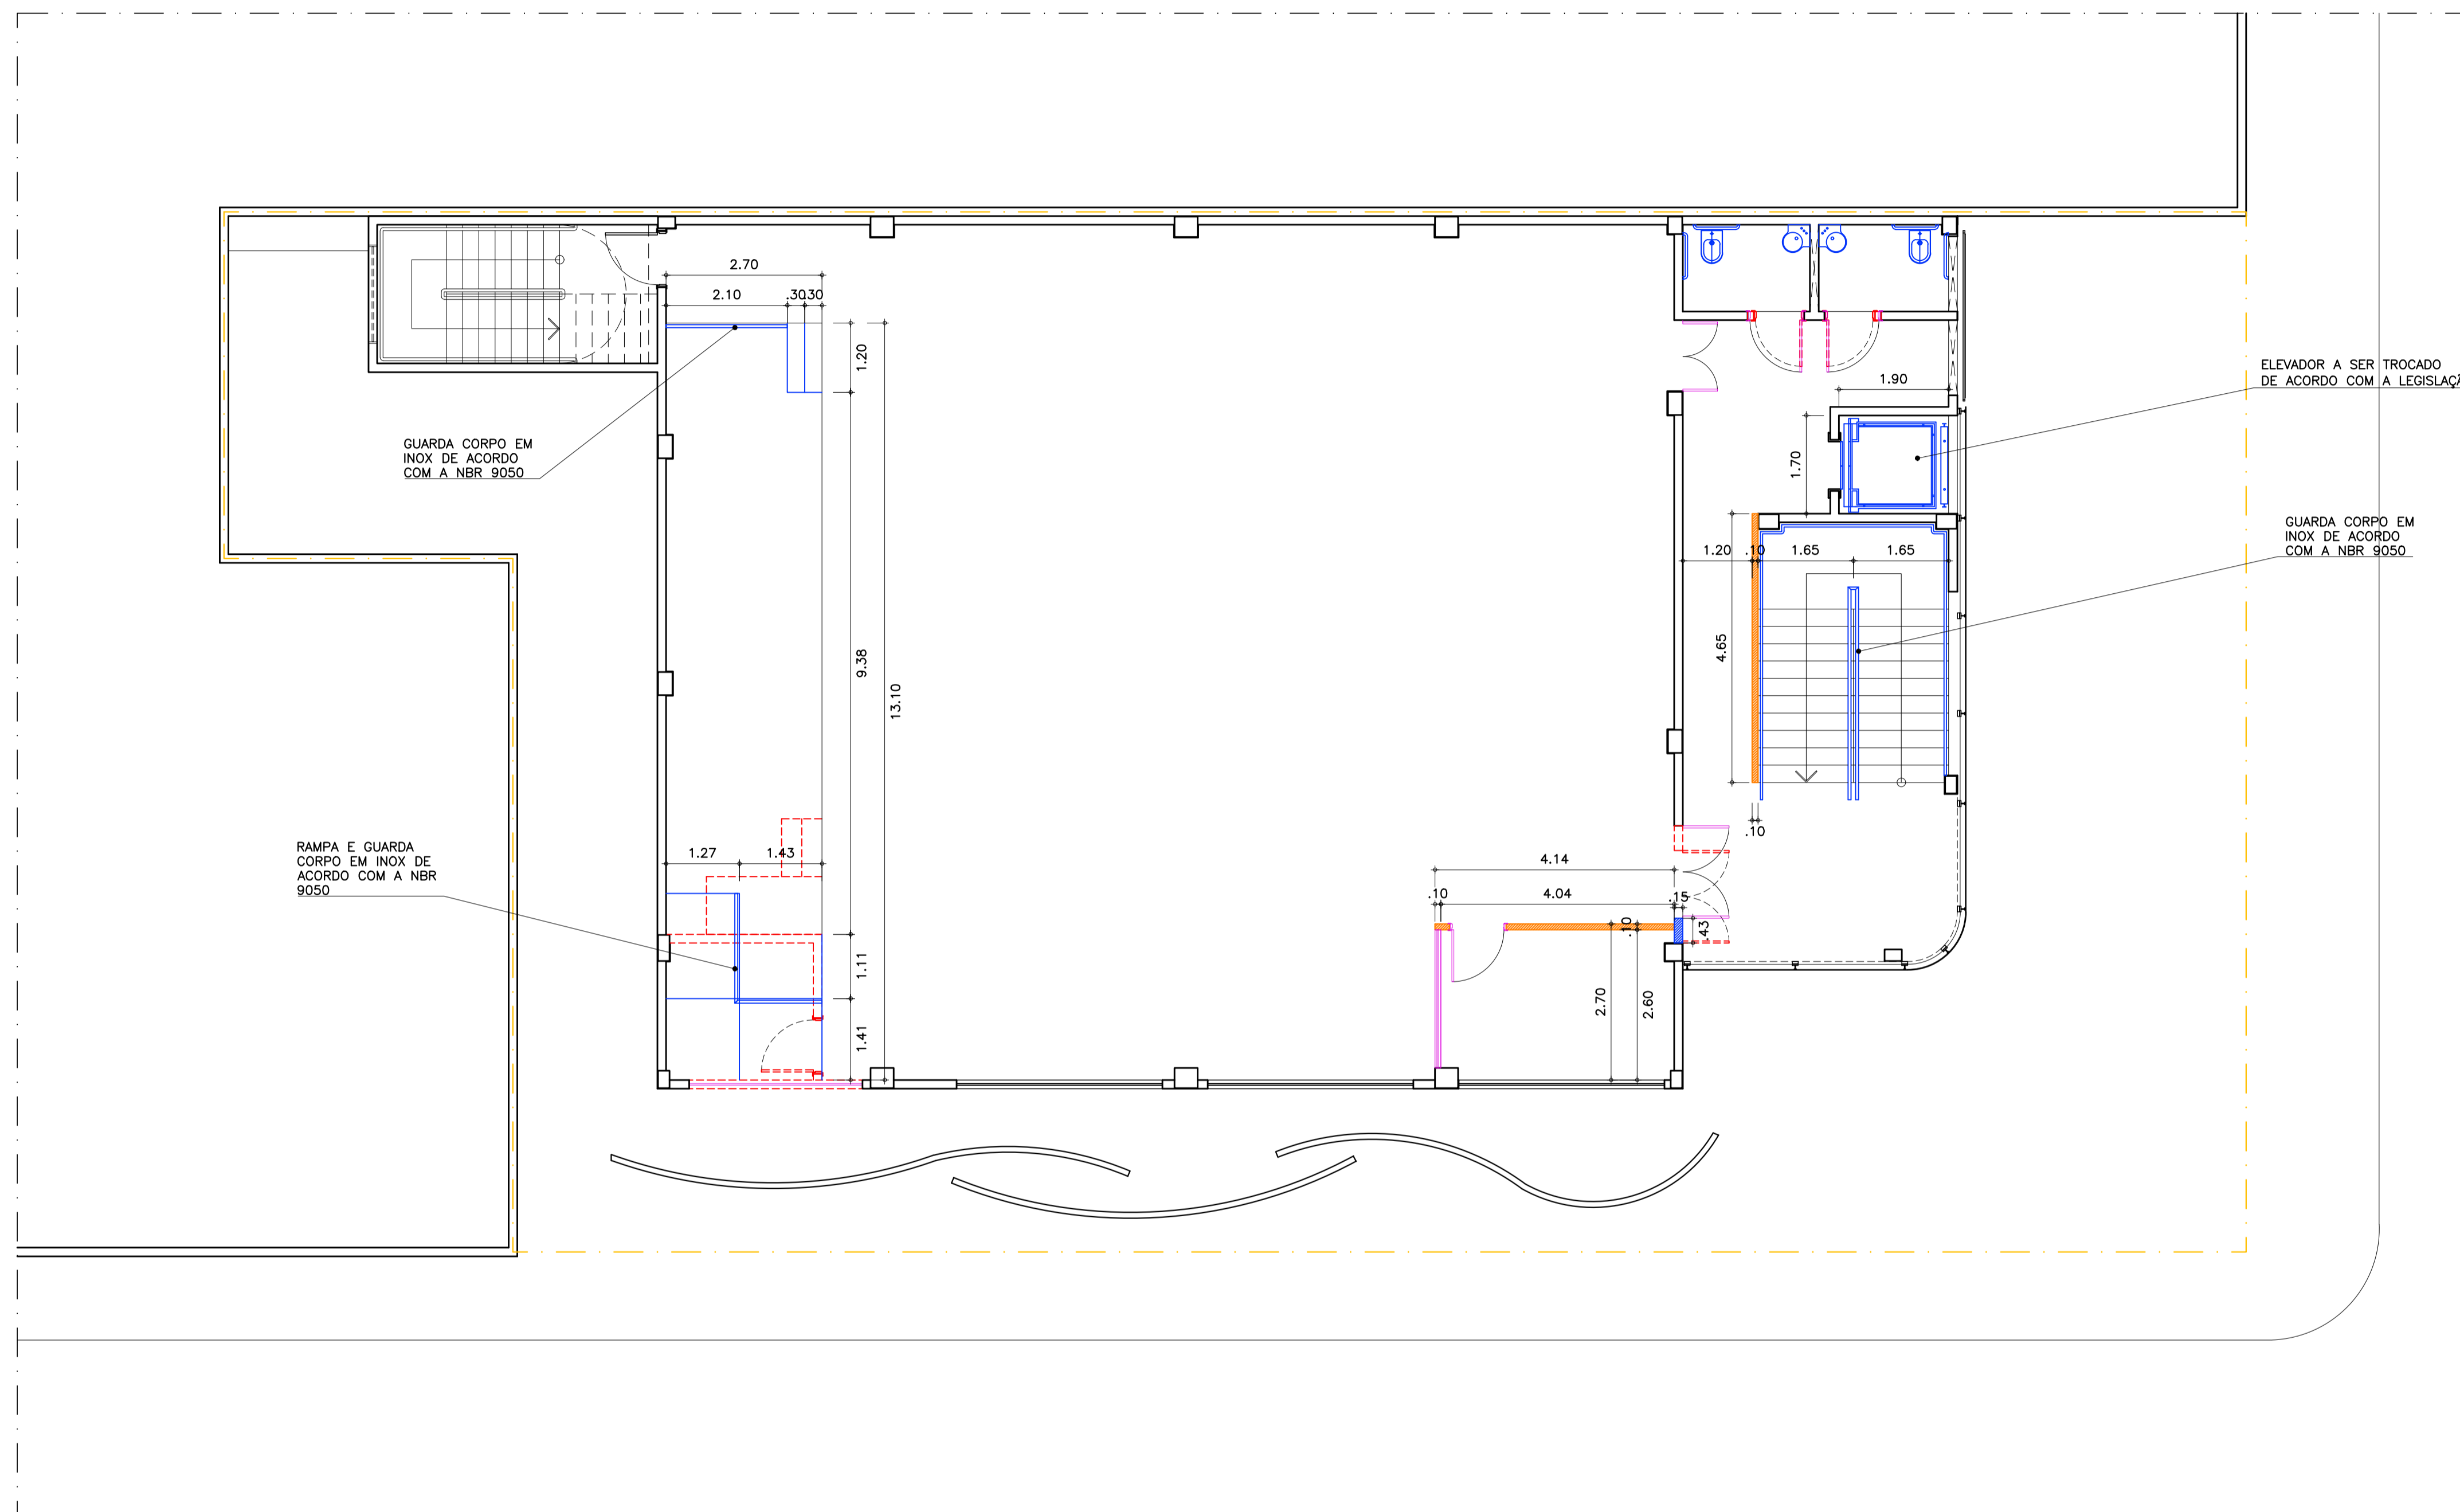 2.70
2.10
.30
.30
1.20
ELEVADOR A SER TROCADO
DE ACORDO COM A
1.90
GUARDA CORPO EM
INOX DE ACORDO
COM A NBR 9050
1.70
GUARDA CORPO EM
INOX DE ACORDO
COM A NBR 9050
1.20
.10
1.65
1.65
4.65
9.38
13.10
.10
RAMPA E GUARDA
CORPO EM INOX DE
ACORDO COM A NBR
9050
1.27
1.43
4.14
.10
4.04
.15
.10
.43
1.11
2.70
2.60
1.41